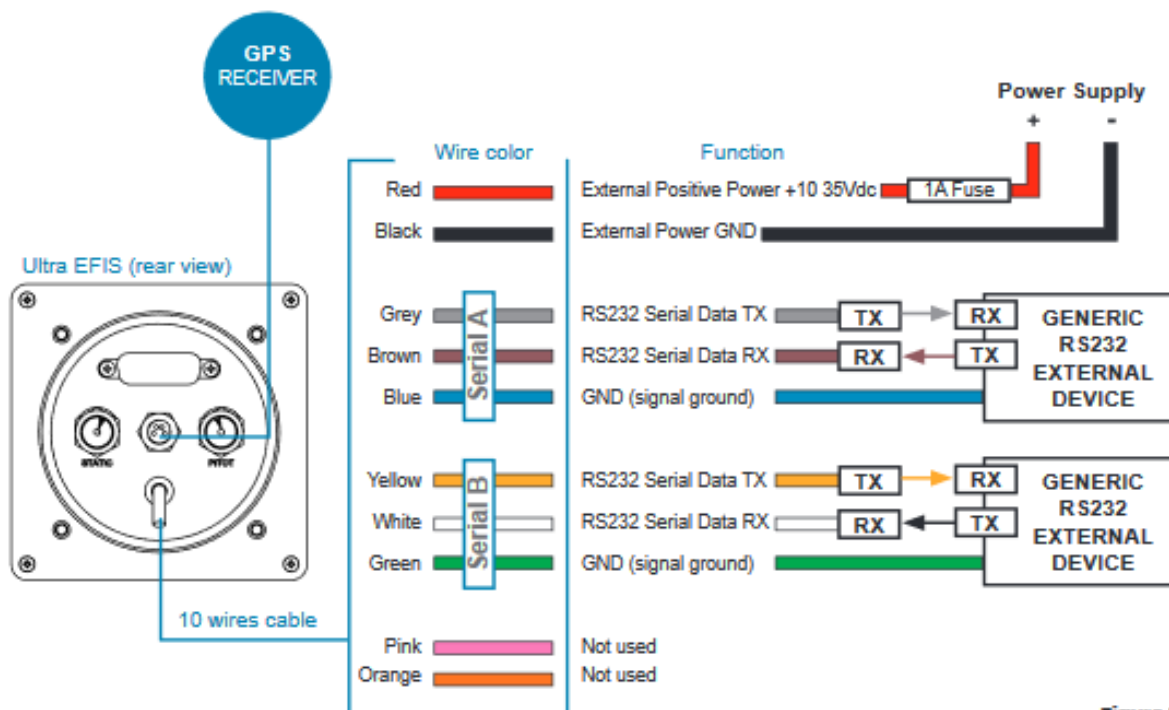 GPS
RECEIVER
Power Supply
+ -
Wire color Function
Red External Positive Power +10 35Vdc 1A Fuse
Black External Power GND
Ultra EFIS (rear view)
Grey RS232 Serial Data TX TX RX
Brown RS232 Serial Data RX RX TX
Blue GND (signal ground)
Serial A
GENERIC
RS232
EXTERNAL
DEVICE
STATIC PITOT
Yellow RS232 Serial Data TX TX RX
White RS232 Serial Data RX RX TX
Green GND (signal ground)
Serial B
GENERIC
RS232
EXTERNAL
DEVICE
10 wires cable
Pink Not used
Orange Not used